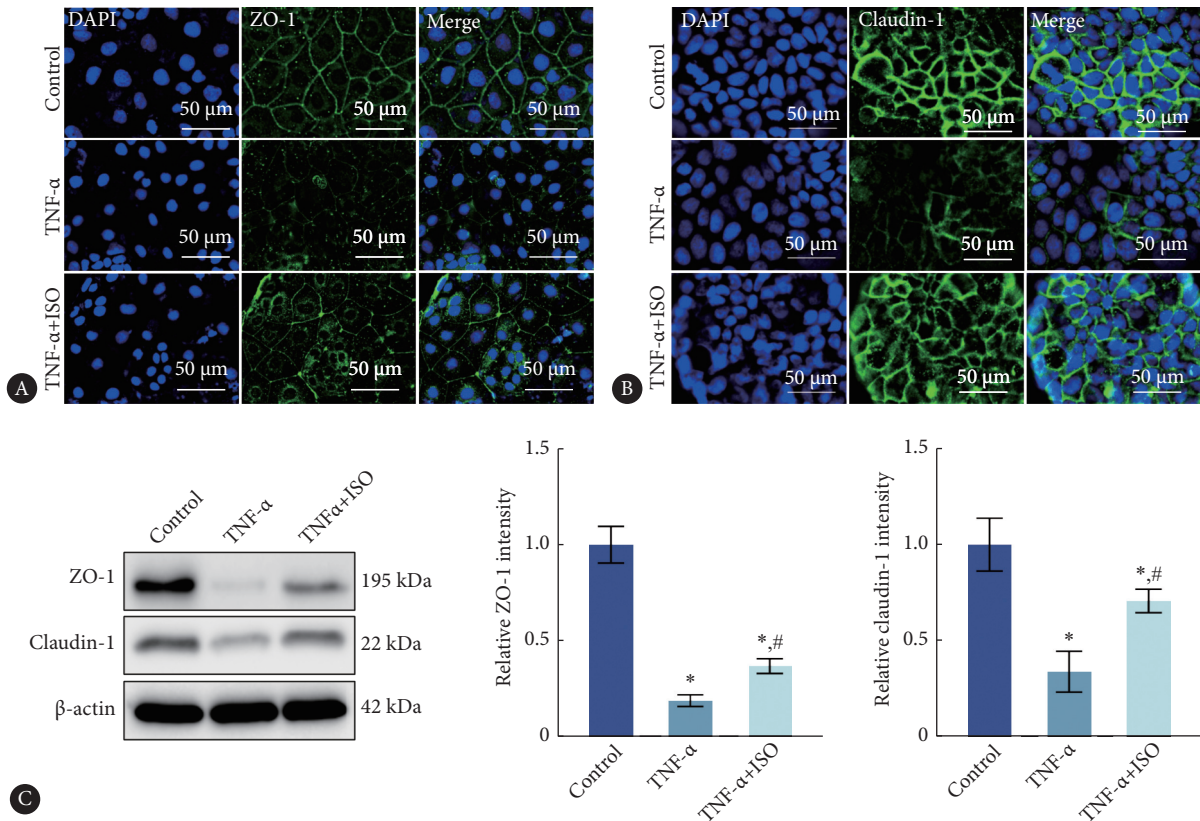 DAPI ZO-1 Merge
Control
50 μm 50 μm 50 μm
TNF-α
50 μm 50 μm 50 μm
TNF-α+ISO
50 μm 50 μm 50 μm
A
DAPI Claudin-1 Merge
Control
50 μm 50 μm 50 μm
TNF-α
50 μm 50 μm 50 μm
TNF-α+ISO
50 μm 50 μm 50 μm
B
Control TNF-α TNFα+ISO
ZO-1 195 kDa
Claudin-1 22 kDa
β-actin 42 kDa
Relative ZO-1 intensity
1.5
1.0
0.5
0
*
*,#
Control TNF-α TNF-α+ISO
Relative claudin-1 intensity
1.5
1.0
0.5
0
*
*,#
Control TNF-α TNF-α+ISO
C